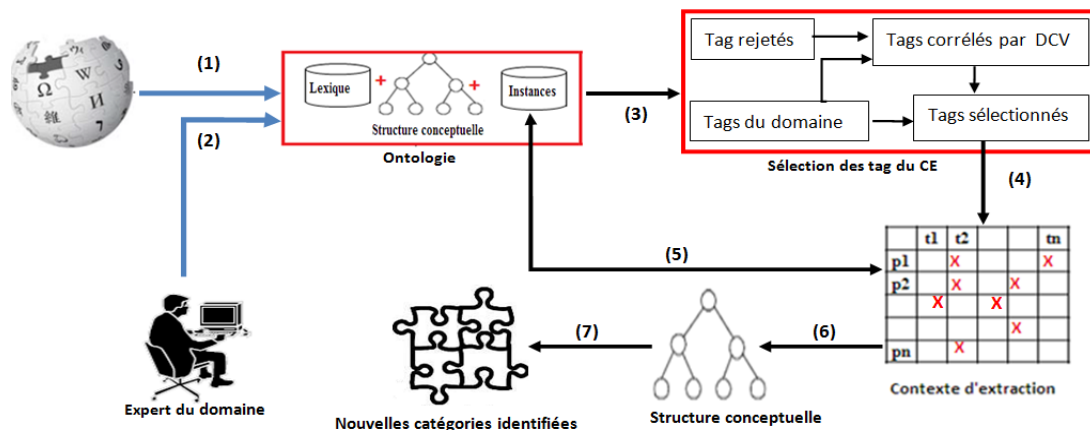 (1)
(2)
Ω
W
И
維
7
Lexique
+
+
Instances
Structure conceptuelle
Ontologie
(3)
Tag rejetés
Tags corrélés par DCV
Tags du domaine
Tags sélectionnés
Sélection des tag du CE
(4)
(5)
t1 t2 tn
p1 X X
p2 X X
X X
X
pn X
Contexte d'extraction
(6)
(7)
Expert du domaine
Nouvelles catégories identifiées
Structure conceptuelle